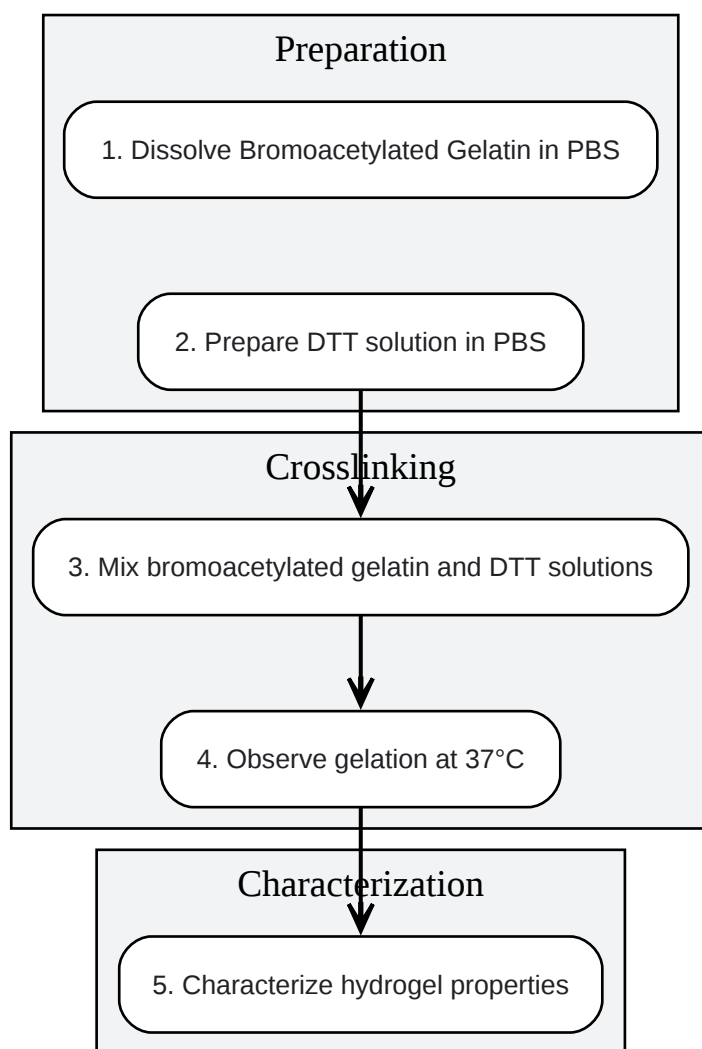 Preparation
1. Dissolve Bromoacetylated Gelatin in PBS
2. Prepare DTT solution in PBS
Crosslinking
3. Mix bromoacetylated gelatin and DTT solutions
4. Observe gelation at 37°C
Characterization
5. Characterize hydrogel properties